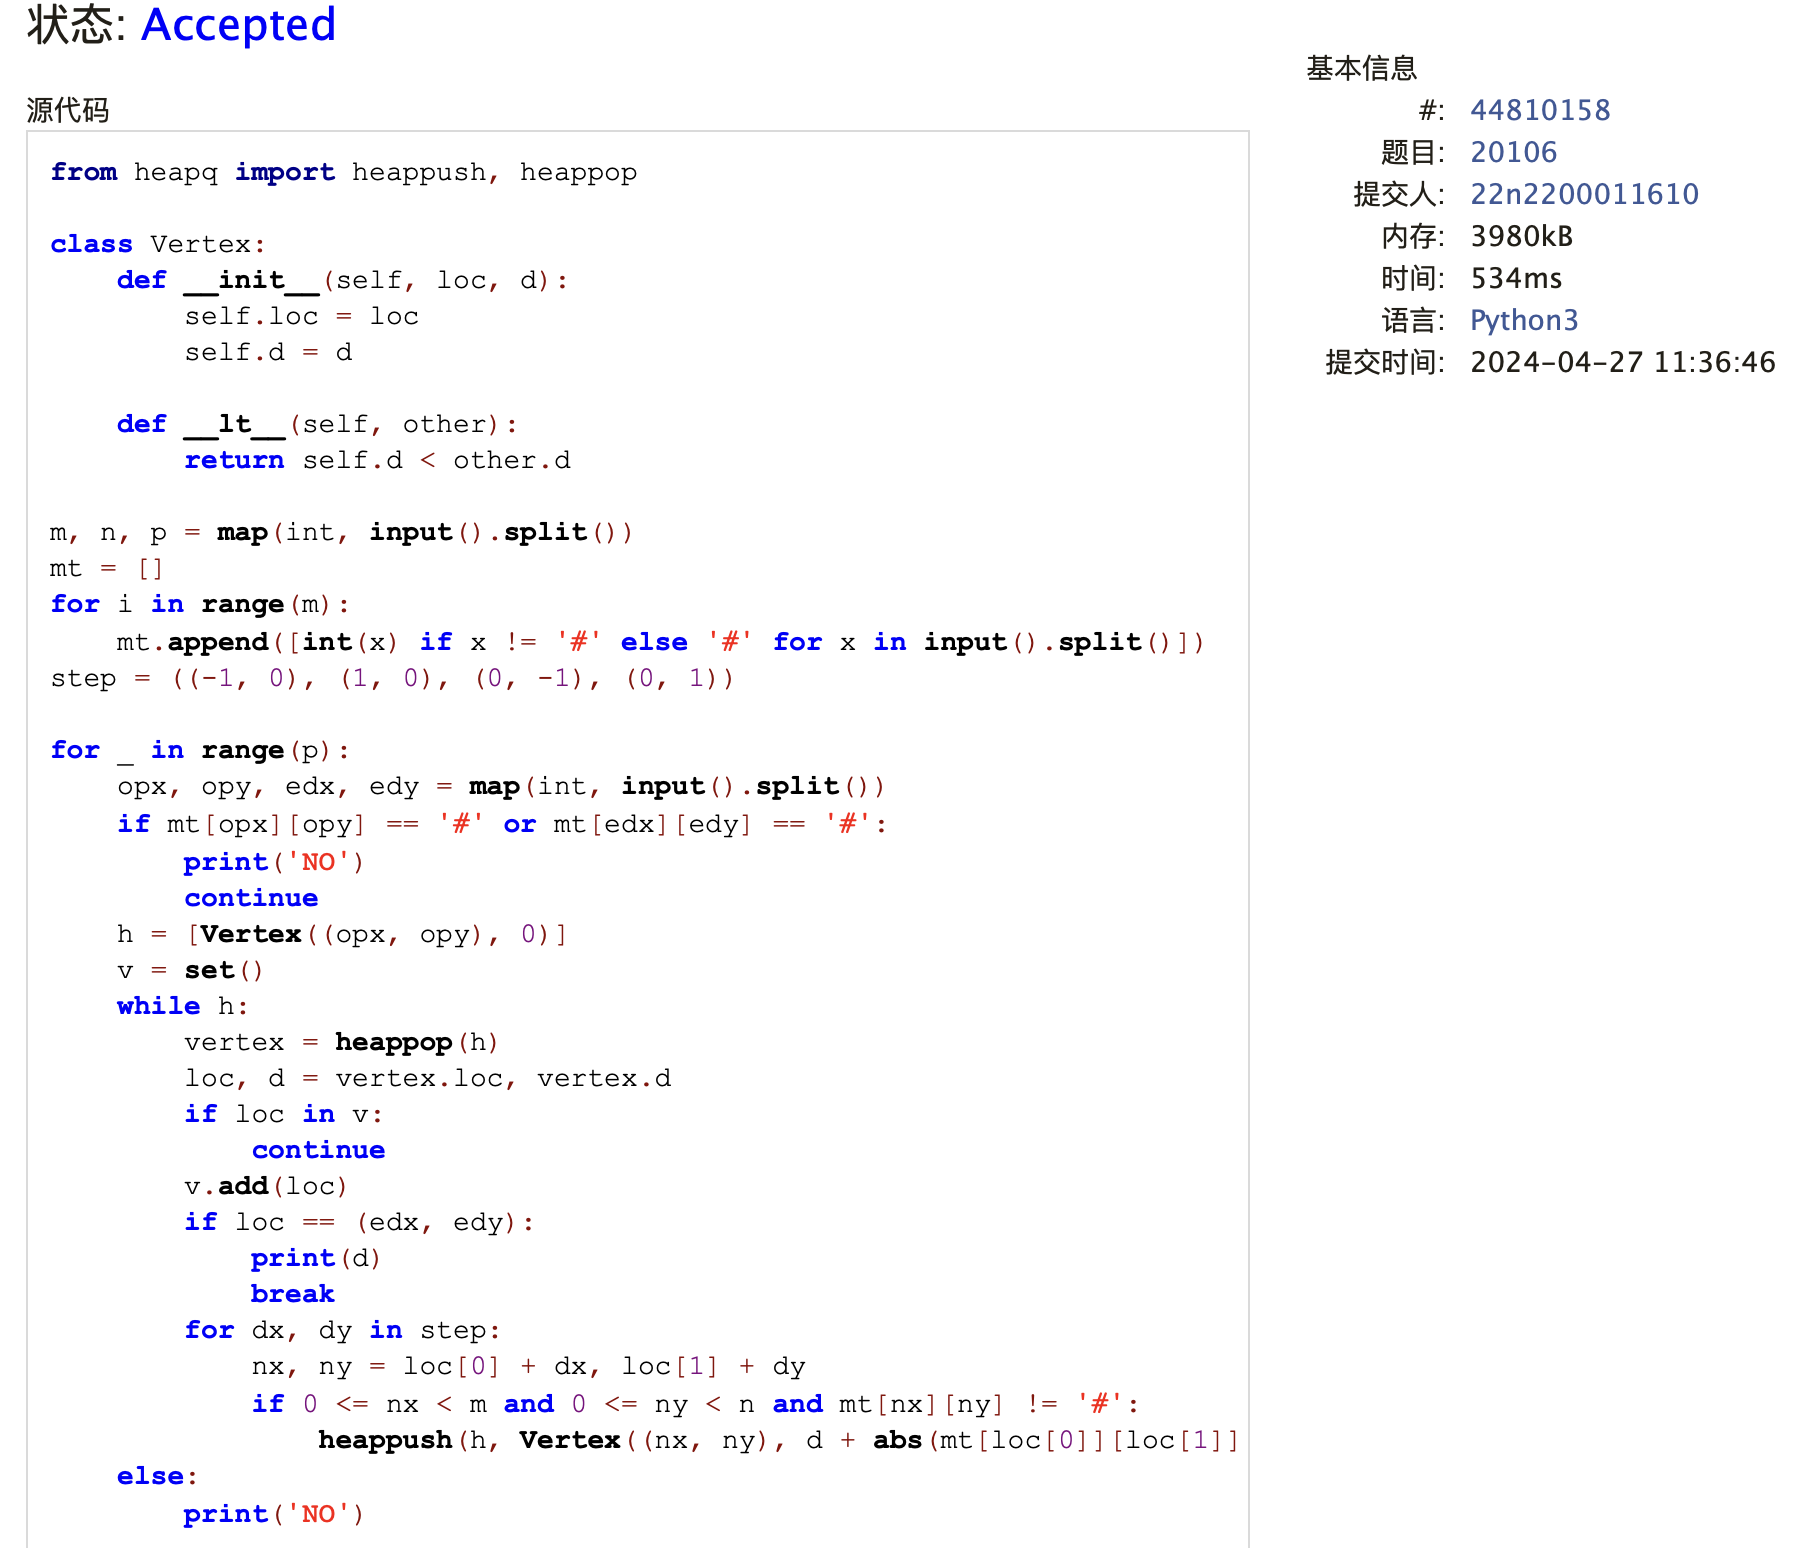 状态: Accepted
源代码
from heapq import heappush, heappop
class Vertex:
    def __init__(self, loc, d):
        self.loc = loc
        self.d = d
    def __lt__(self, other):
        return self.d < other.d
m, n, p = map(int, input().split())
mt = []
for i in range(m):
    mt.append([int(x) if x != '#' else '#' for x in input().split()])
step = ((-1, 0), (1, 0), (0, -1), (0, 1))
for _ in range(p):
    opx, opy, edx, edy = map(int, input().split())
    if mt[opx][opy] == '#' or mt[edx][edy] == '#':
        print('NO')
        continue
    h = [Vertex((opx, opy), 0)]
    v = set()
    while h:
        vertex = heappop(h)
        loc, d = vertex.loc, vertex.d
        if loc in v:
            continue
        v.add(loc)
        if loc == (edx, edy):
            print(d)
            break
        for dx, dy in step:
            nx, ny = loc[0] + dx, loc[1] + dy
            if 0 <= nx < m and 0 <= ny < n and mt[nx][ny] != '#':
                heappush(h, Vertex((nx, ny), d + abs(mt[loc[0]][loc[1]]
    else:
        print('NO')
基本信息
#: 44810158
题目: 20106
提交人: 22n2200011610
内存: 3980kB
时间: 534ms
语言: Python3
提交时间: 2024-04-27 11:36:46